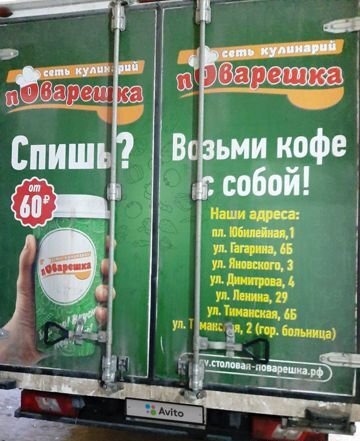 сеть кулинарий
поварешка
Спишь?
от
60₽
поварешка
сеть кулинарий
поварешка
Возьми кофе
с собой!
Наши адреса:
пл. Юбилейная,1
ул. Гагарина, 6Б
ул. Яновского, 3
ул. Димитрова, 4
ул. Ленина, 29
ул. Тиманская, 6Б
ул. Тиманская, 2 (гор. больница)
.столовая-поварешка.рф
Avito